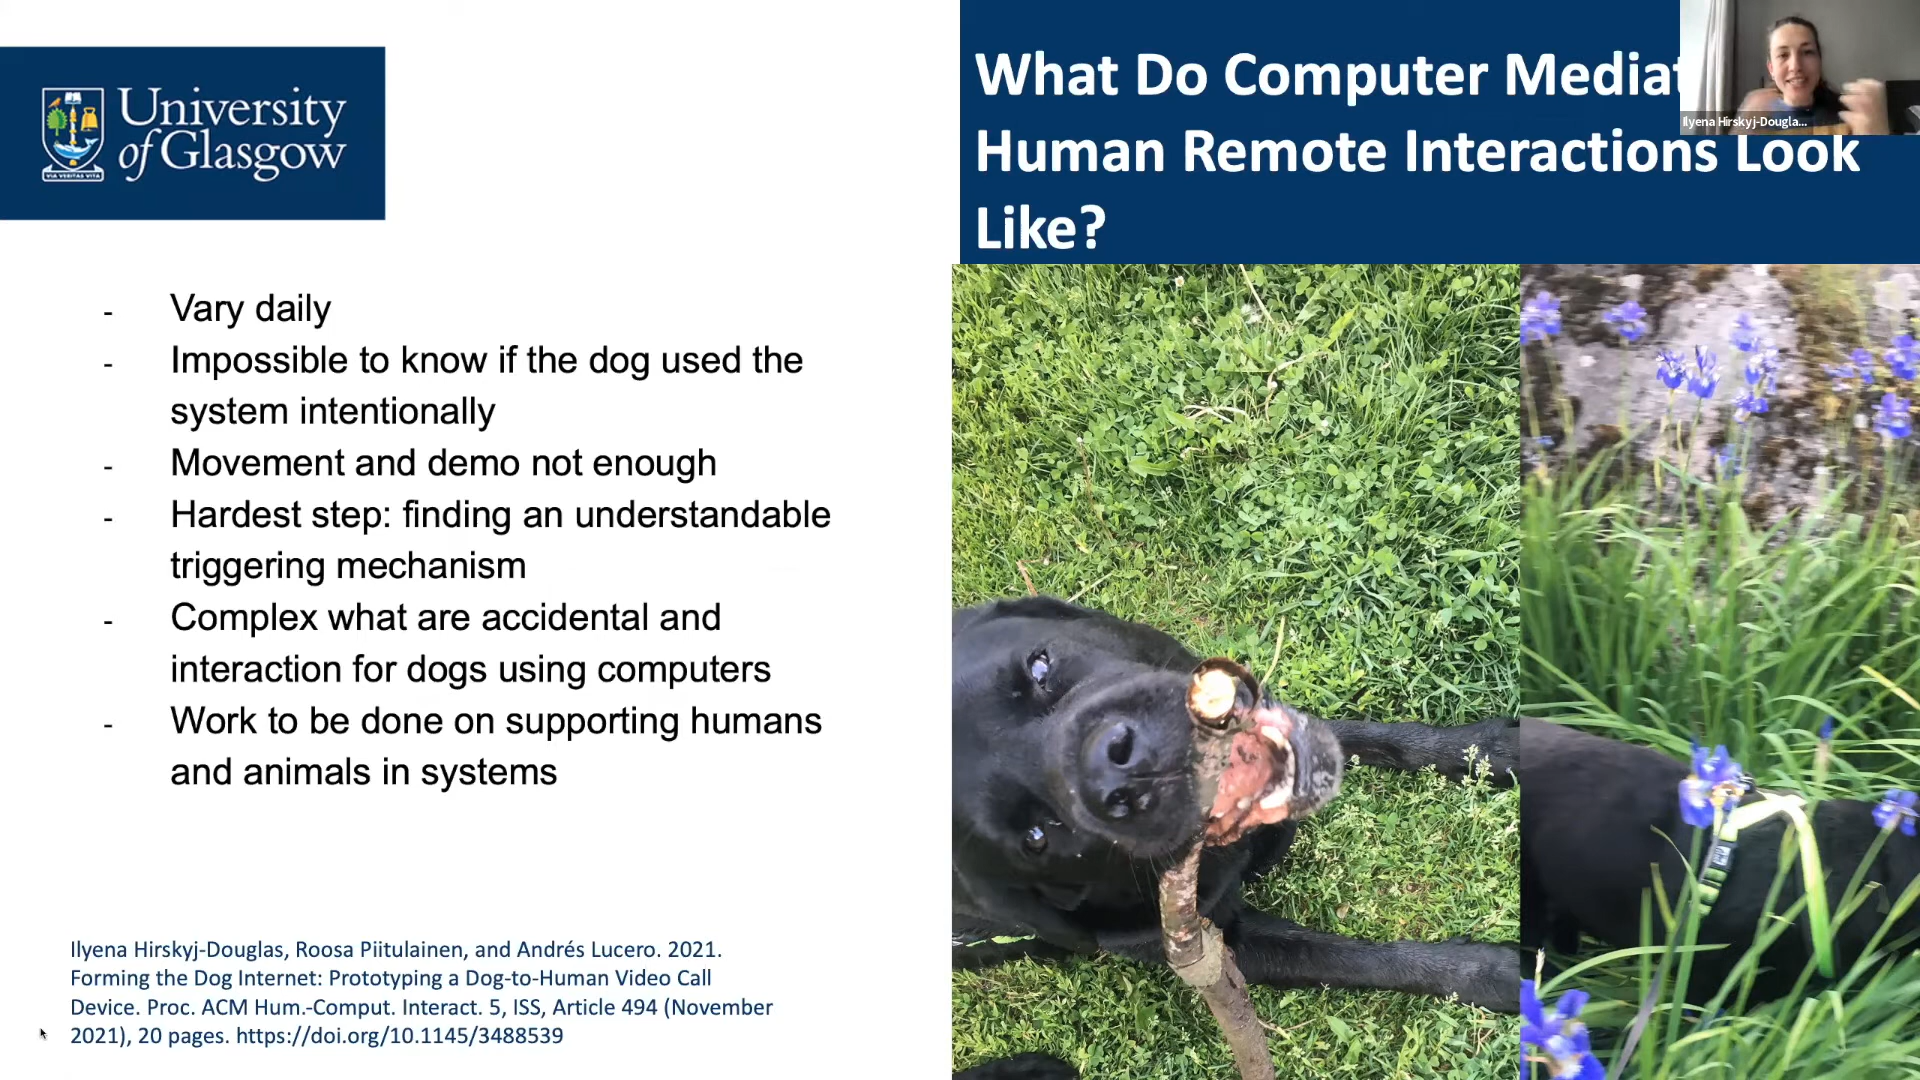 University
of Glasgow
VIA VERITAS VITA
What Do Computer Mediat
Human Remote Interactions Look
Like?
Ilyena Hirskyj-Dougla...
- Vary daily
- Impossible to know if the dog used the
system intentionally
- Movement and demo not enough
- Hardest step: finding an understandable
triggering mechanism
- Complex what are accidental and
interaction for dogs using computers
- Work to be done on supporting humans
and animals in systems
Ilyena Hirskyj-Douglas, Roosa Piitulainen, and Andrés Lucero. 2021.
Forming the Dog Internet: Prototyping a Dog-to-Human Video Call
Device. Proc. ACM Hum.-Comput. Interact. 5, ISS, Article 494 (November
2021), 20 pages. https://doi.org/10.1145/3488539